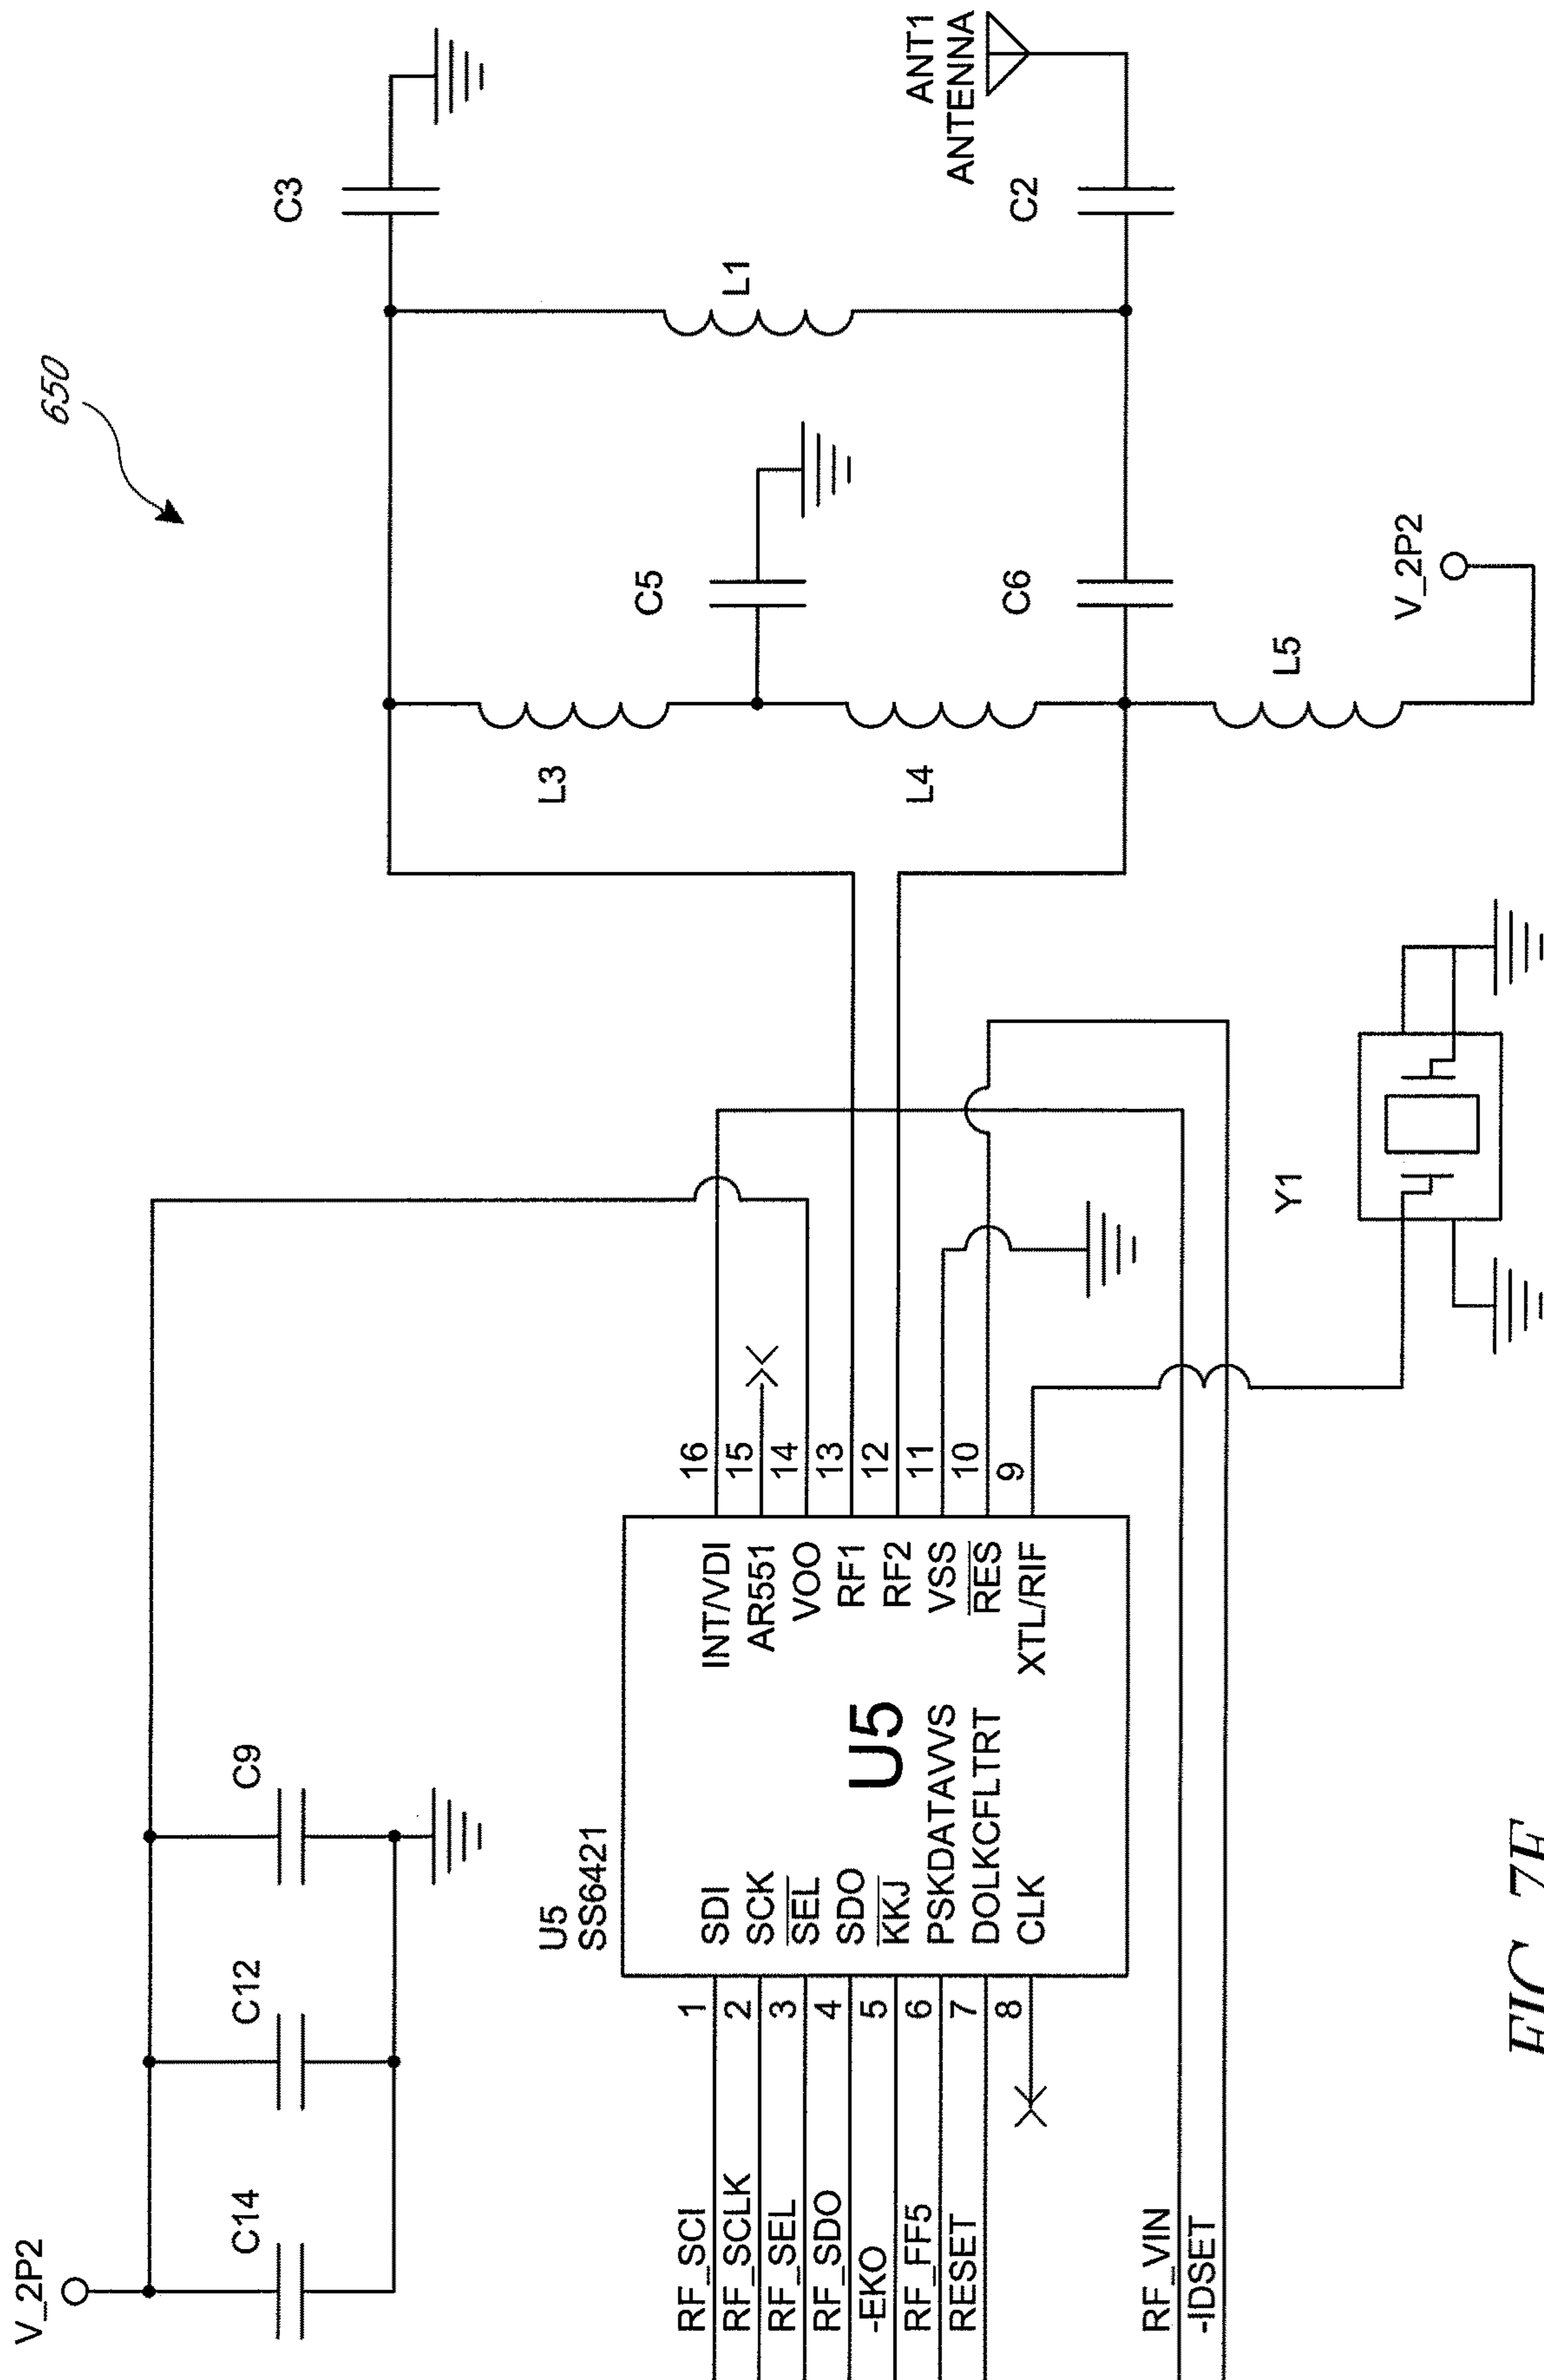 650
V_2P2
C14
C12
C9
C3
L1
C2
ANT1
ANTENNA
L3
C5
L4
C6
L5
V_2P2
U5
SS6421
U5
RF_SCI
1
SDI
RF_SCLK
2
SCK
RF_SEL
3
SEL
RF_SDO
4
SDO
-EKO
5
KKJ
RF_FF5
6
PSKDATAVVS
RESET
7
DOLKCFLTRT
8
CLK
INT/VDI
16
AR551
15
VOO
14
RF1
13
RF2
12
VSS
11
RES
10
XTL/RIF
9
RF_VIN
-IDSET
Y1